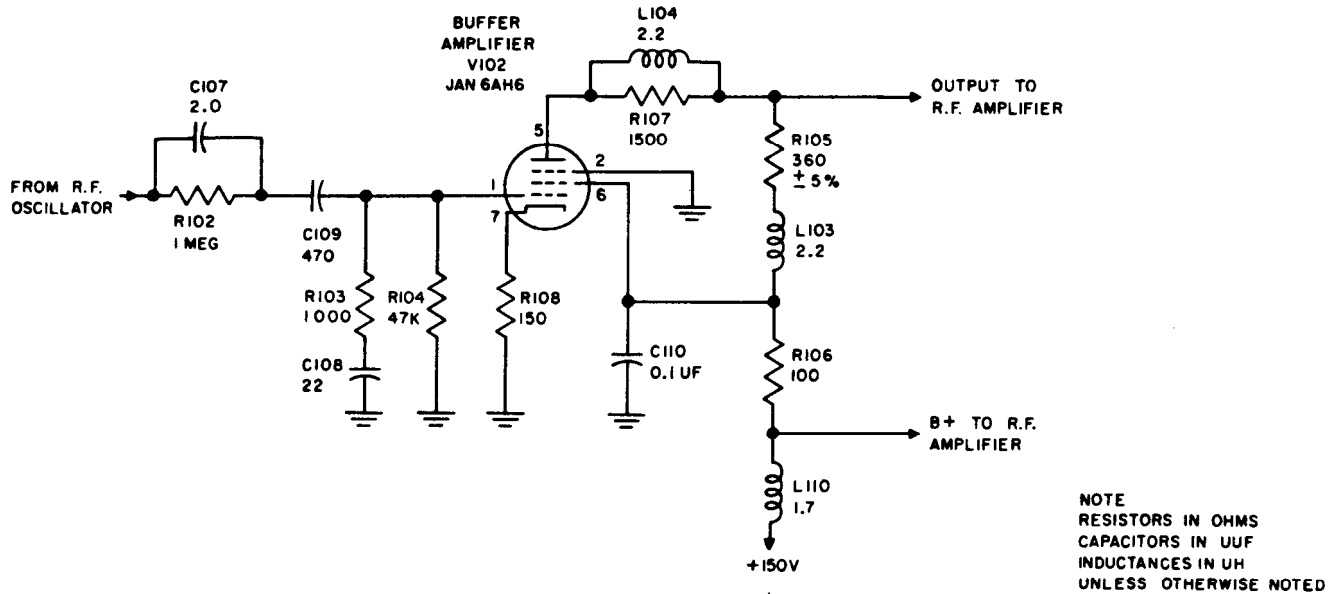 BUFFER
AMPLIFIER
V102
JAN 6AH6
L104
2.2
C107
2.0
R107
1500
OUTPUT TO
R.F. AMPLIFIER
5
2
6
1
7
R105
360
± 5%
FROM R.F.
OSCILLATOR
R102
1 MEG
C109
470
L103
2.2
R103
1000
R104
47K
R108
150
C108
22
C110
0.1 UF
R106
100
B+ TO R.F.
AMPLIFIER
L110
1.7
+150V
NOTE
RESISTORS IN OHMS
CAPACITORS IN UUF
INDUCTANCES IN UH
UNLESS OTHERWISE NOTED